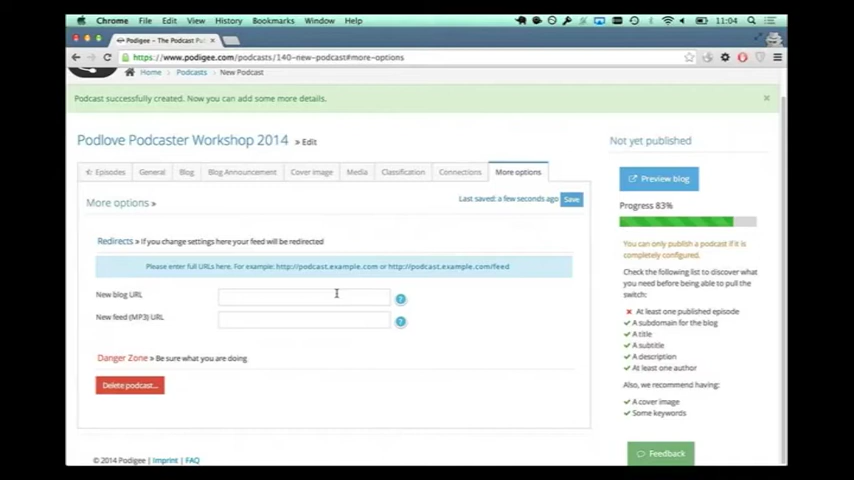 Chrome File Edit View History Bookmarks Window Help
11:04
Podigee – The Podcast Pu
https://www.podigee.com/podcasts/140-new-podcast#more-options
Home Podcasts New Podcast
Podcast successfully created. Now you can add some more details. ×
Podlove Podcaster Workshop 2014 » Edit
Episodes General Blog Blog Announcement Cover image Media Classification Connections More options
More options »
Last saved: a few seconds ago Save
Redirects » If you change settings here your feed will be redirected
Please enter full URLs here. For example: http://podcast.example.com or http://podcast.example.com/feed
New blog URL ?
New feed (MP3) URL ?
Danger Zone » Be sure what you are doing
Delete podcast...
© 2014 Podigee | Imprint | FAQ
Not yet published
Preview blog
Progress 83%
You can only publish a podcast if it is
completely configured.
Check the following list to discover what
you need before being able to pull the
switch:
At least one published episode
A subdomain for the blog
A title
A subtitle
A description
At least one author
Also, we recommend having:
A cover image
Some keywords
Feedback